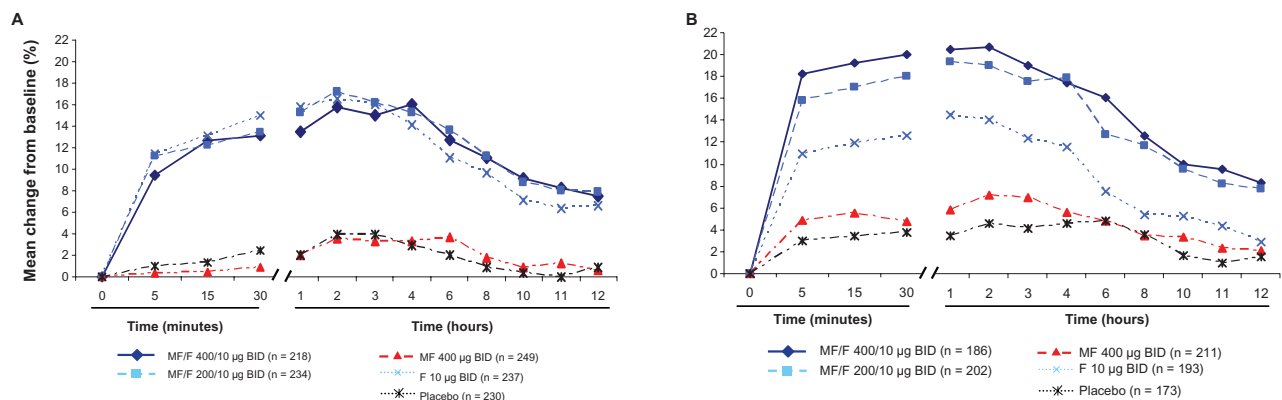 A
Mean change from baseline (%)
22
20
18
16
14
12
10
8
6
4
2
0
0 5 15 30 1 2 3 4 6 8 10 11 12
Time (minutes) Time (hours)
MF/F 400/10 µg BID (n = 218)
MF/F 200/10 µg BID (n = 234)
MF 400 µg BID (n = 249)
F 10 µg BID (n = 237)
Placebo (n = 230)
B
22
20
18
16
14
12
10
8
6
4
2
0
0 5 15 30 1 2 3 4 6 8 10 11 12
Time (minutes) Time (hours)
MF/F 400/10 µg BID (n = 186)
MF/F 200/10 µg BID (n = 202)
MF 400 µg BID (n = 211)
F 10 µg BID (n = 193)
Placebo (n = 173)